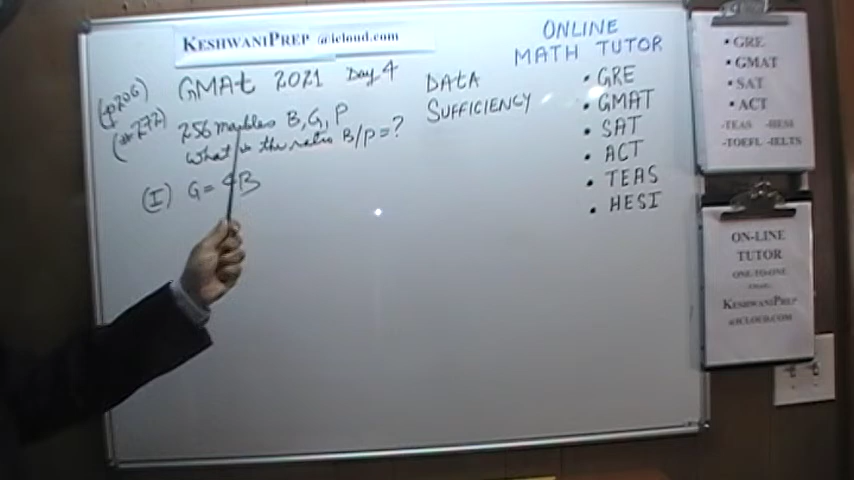 KESHWANIPREP @icloud.com
GMAt 2021 Day 4
(p206)
(#272)
256 marbles B, G, P
What is the ratio B/P = ?
(I) G = 4B
DATA
SUFFICIENCY
ONLINE
MATH TUTOR
• GRE
• GMAT
• SAT
• ACT
• TEAS
• HESI
• GRE
• GMAT
• SAT
• ACT
-TEAS -HESI
-TOEFL -IELTS
ON-LINE
TUTOR
ONE-TO-ONE
KESHWANIPREP
@ICLOUD.COM